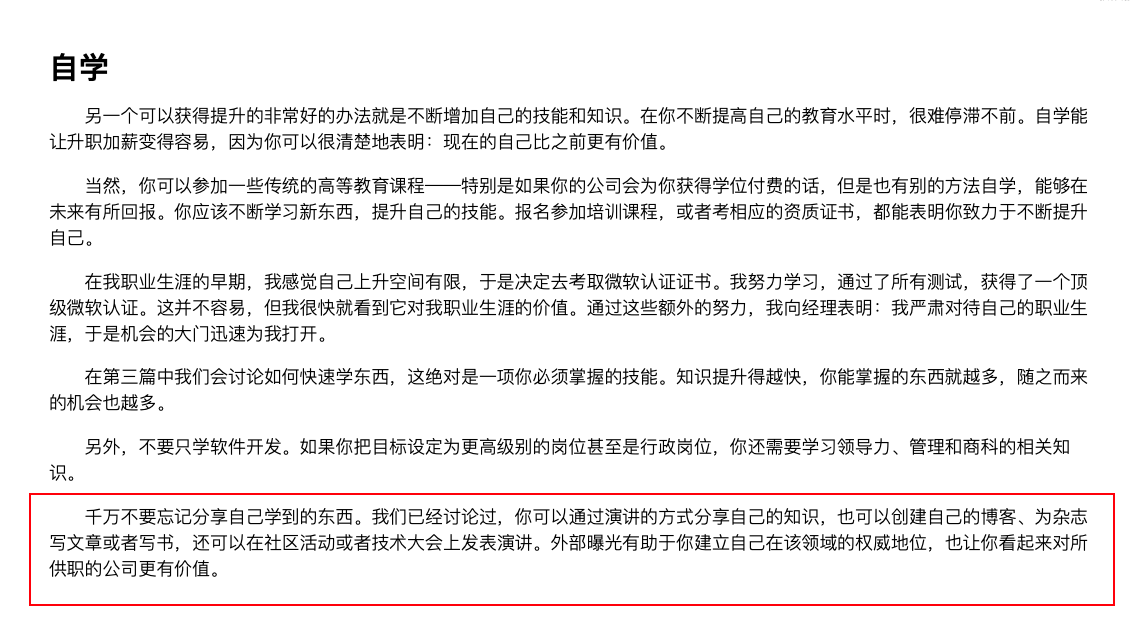 自学
另一个可以获得提升的非常好的办法就是不断增加自己的技能和知识。在你不断提高自己的教育水平时，很难停滞不前。自学能
让升职加薪变得容易，因为你可以很清楚地表明：现在的自己比之前更有价值。
当然，你可以参加一些传统的高等教育课程——特别是如果你的公司会为你获得学位付费的话，但是也有别的方法自学，能够在
未来有所回报。你应该不断学习新东西，提升自己的技能。报名参加培训课程，或者考相应的资质证书，都能表明你致力于不断提升
自己。
在我职业生涯的早期，我感觉自己上升空间有限，于是决定去考取微软认证证书。我努力学习，通过了所有测试，获得了一个顶
级微软认证。这并不容易，但我很快就看到它对我职业生涯的价值。通过这些额外的努力，我向经理表明：我严肃对待自己的职业生
涯，于是机会的大门迅速为我打开。
在第三篇中我们会讨论如何快速学东西，这绝对是一项你必须掌握的技能。知识提升得越快，你能掌握的东西就越多，随之而来
的机会也越多。
另外，不要只学软件开发。如果你把目标设定为更高级别的岗位甚至是行政岗位，你还需要学习领导力、管理和商科的相关知
识。
千万不要忘记分享自己学到的东西。我们已经讨论过，你可以通过演讲的方式分享自己的知识，也可以创建自己的博客、为杂志
写文章或者写书，还可以在社区活动或者技术大会上发表演讲。外部曝光有助于你建立自己在该领域的权威地位，也让你看起来对所
供职的公司更有价值。